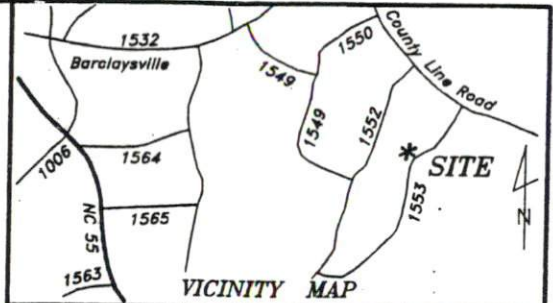 1532
Barclaysville
1549
1550
County Line Road
1549
1552
1006
1564
SITE
1553
NC 55
1565
N
1563
VICINITY MAP